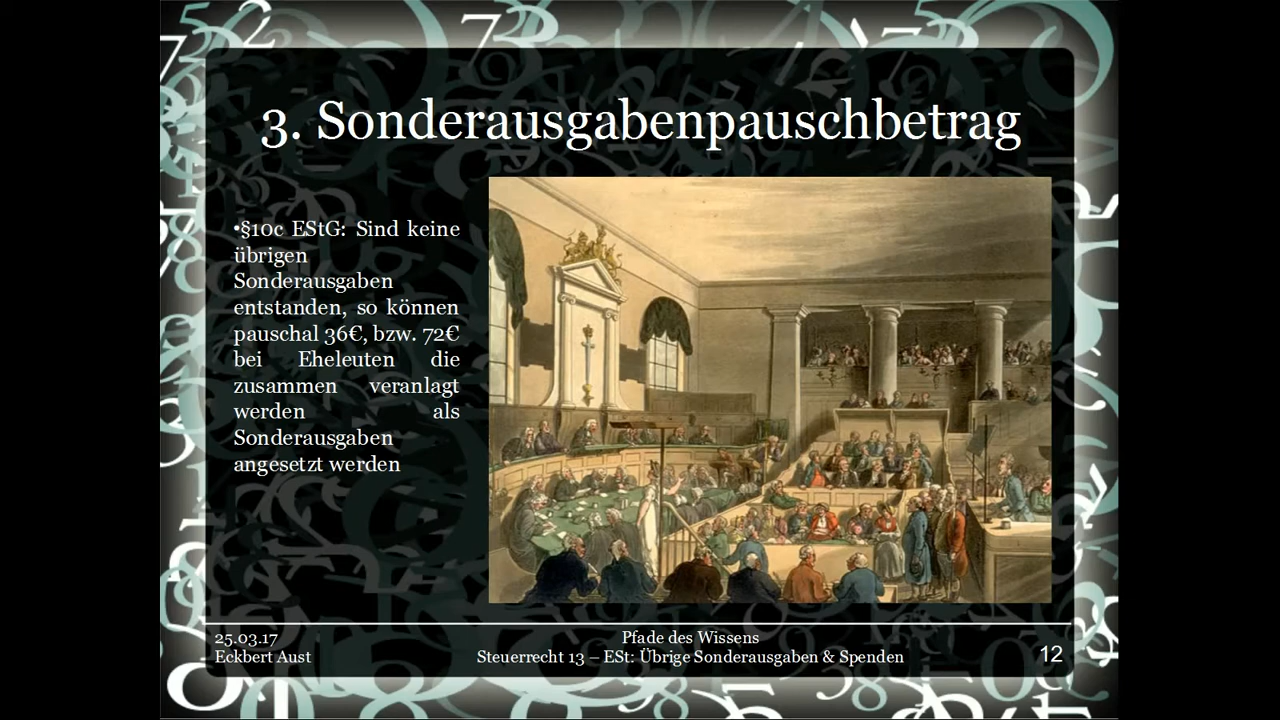 3. Sonderausgabenpauschbetrag
•§10c EStG: Sind keine
übrigen
Sonderausgaben
entstanden, so können
pauschal 36€, bzw. 72€
bei Eheleuten die
zusammen veranlagt
werden als
Sonderausgaben
angesetzt werden
25.03.17
Eckbert Aust
Pfade des Wissens
Steuerrecht 13 – ESt: Übrige Sonderausgaben & Spenden
12